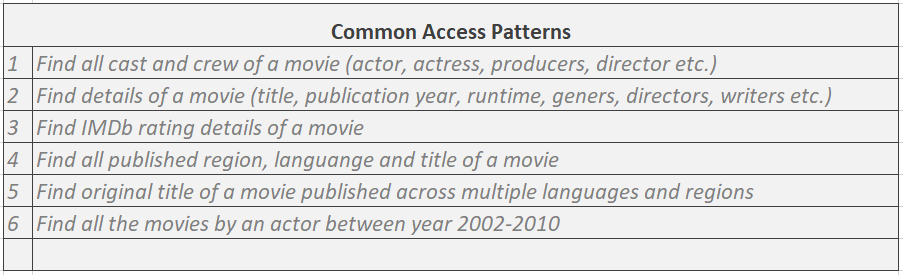 Common Access Patterns
1 Find all cast and crew of a movie (actor, actress, producers, director etc.)
2 Find details of a movie (title, publication year, runtime, geners, directors, writers etc.)
3 Find IMDb rating details of a movie
4 Find all published region, languange and title of a movie
5 Find original title of a movie published across multiple languages and regions
6 Find all the movies by an actor between year 2002-2010